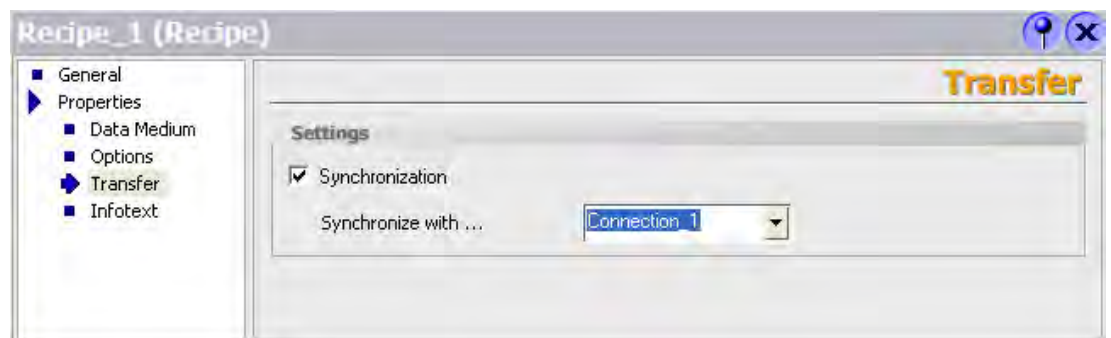 Recipe_1 (Recipe)
General
Properties
Data Medium
Options
Transfer
Infotext
Transfer
Settings
Synchronization
Synchronize with ...
Connection_1